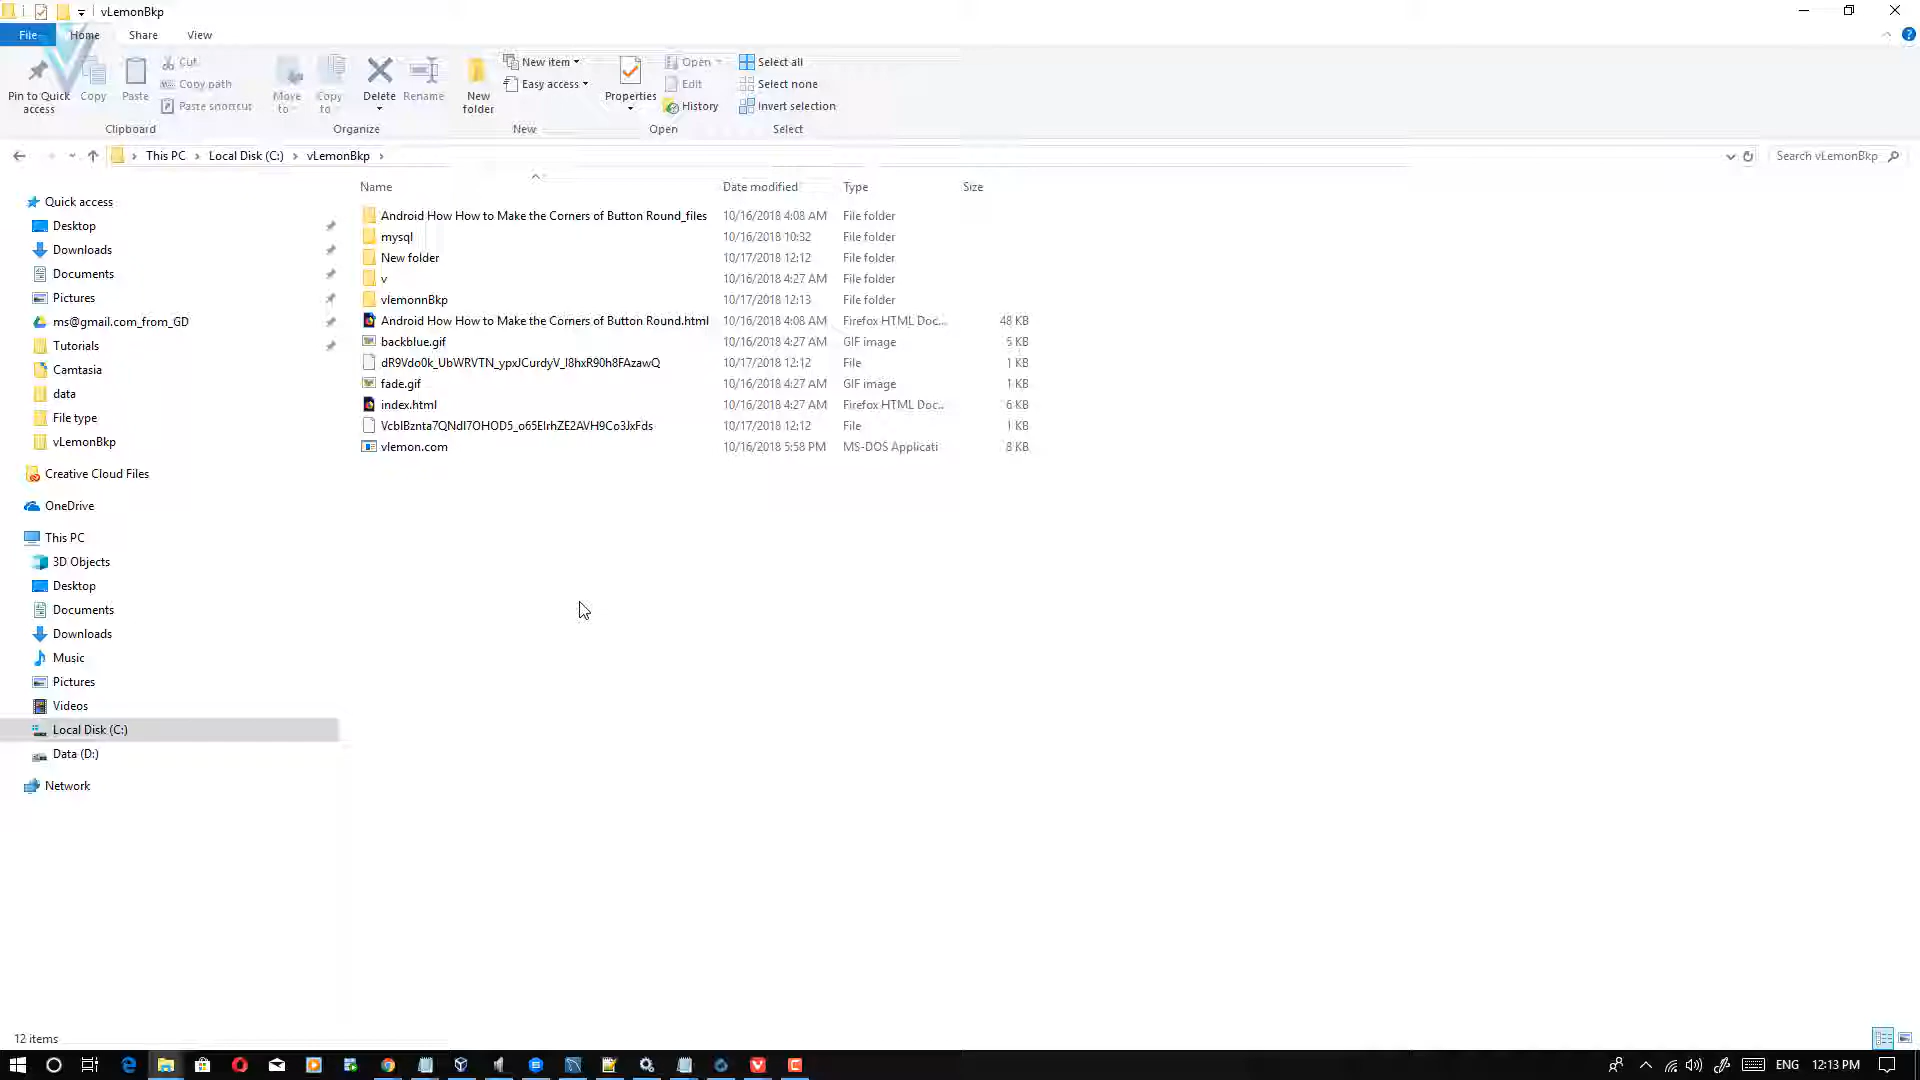 vLemonBkp
File Home Share View
Pin to Quick access
Copy
Paste
Cut
Copy path
Paste shortcut
Clipboard
Move to
Copy to
Delete
Rename
Organize
New folder
New item
Easy access
New
Properties
Open
Edit
History
Open
Select all
Select none
Invert selection
Select
This PC › Local Disk (C:) › vLemonBkp ›
Search vLemonBkp
Name Date modified Type Size
Android How How to Make the Corners of Button Round_files 10/16/2018 4:08 AM File folder
mysql 10/16/2018 10:32 File folder
New folder 10/17/2018 12:12 File folder
v 10/16/2018 4:27 AM File folder
vlemonnBkp 10/17/2018 12:13 File folder
Android How How to Make the Corners of Button Round.html 10/16/2018 4:08 AM Firefox HTML Doc... 48 KB
backblue.gif 10/16/2018 4:27 AM GIF image 5 KB
10/17/2018 12:12 File 1 KB
fade.gif 10/16/2018 4:27 AM GIF image 1 KB
index.html 10/16/2018 4:27 AM Firefox HTML Doc... 6 KB
10/17/2018 12:12 File 1 KB
vlemon.com 10/16/2018 5:58 PM MS-DOS Applicati 8 KB
Quick access
Desktop
Downloads
Documents
Pictures
ms@gmail.com_from_GD
Tutorials
Camtasia
data
File type
vLemonBkp
Creative Cloud Files
OneDrive
This PC
3D Objects
Desktop
Documents
Downloads
Music
Pictures
Videos
Local Disk (C:)
Data (D:)
Network
12 items
ENG 12:13 PM